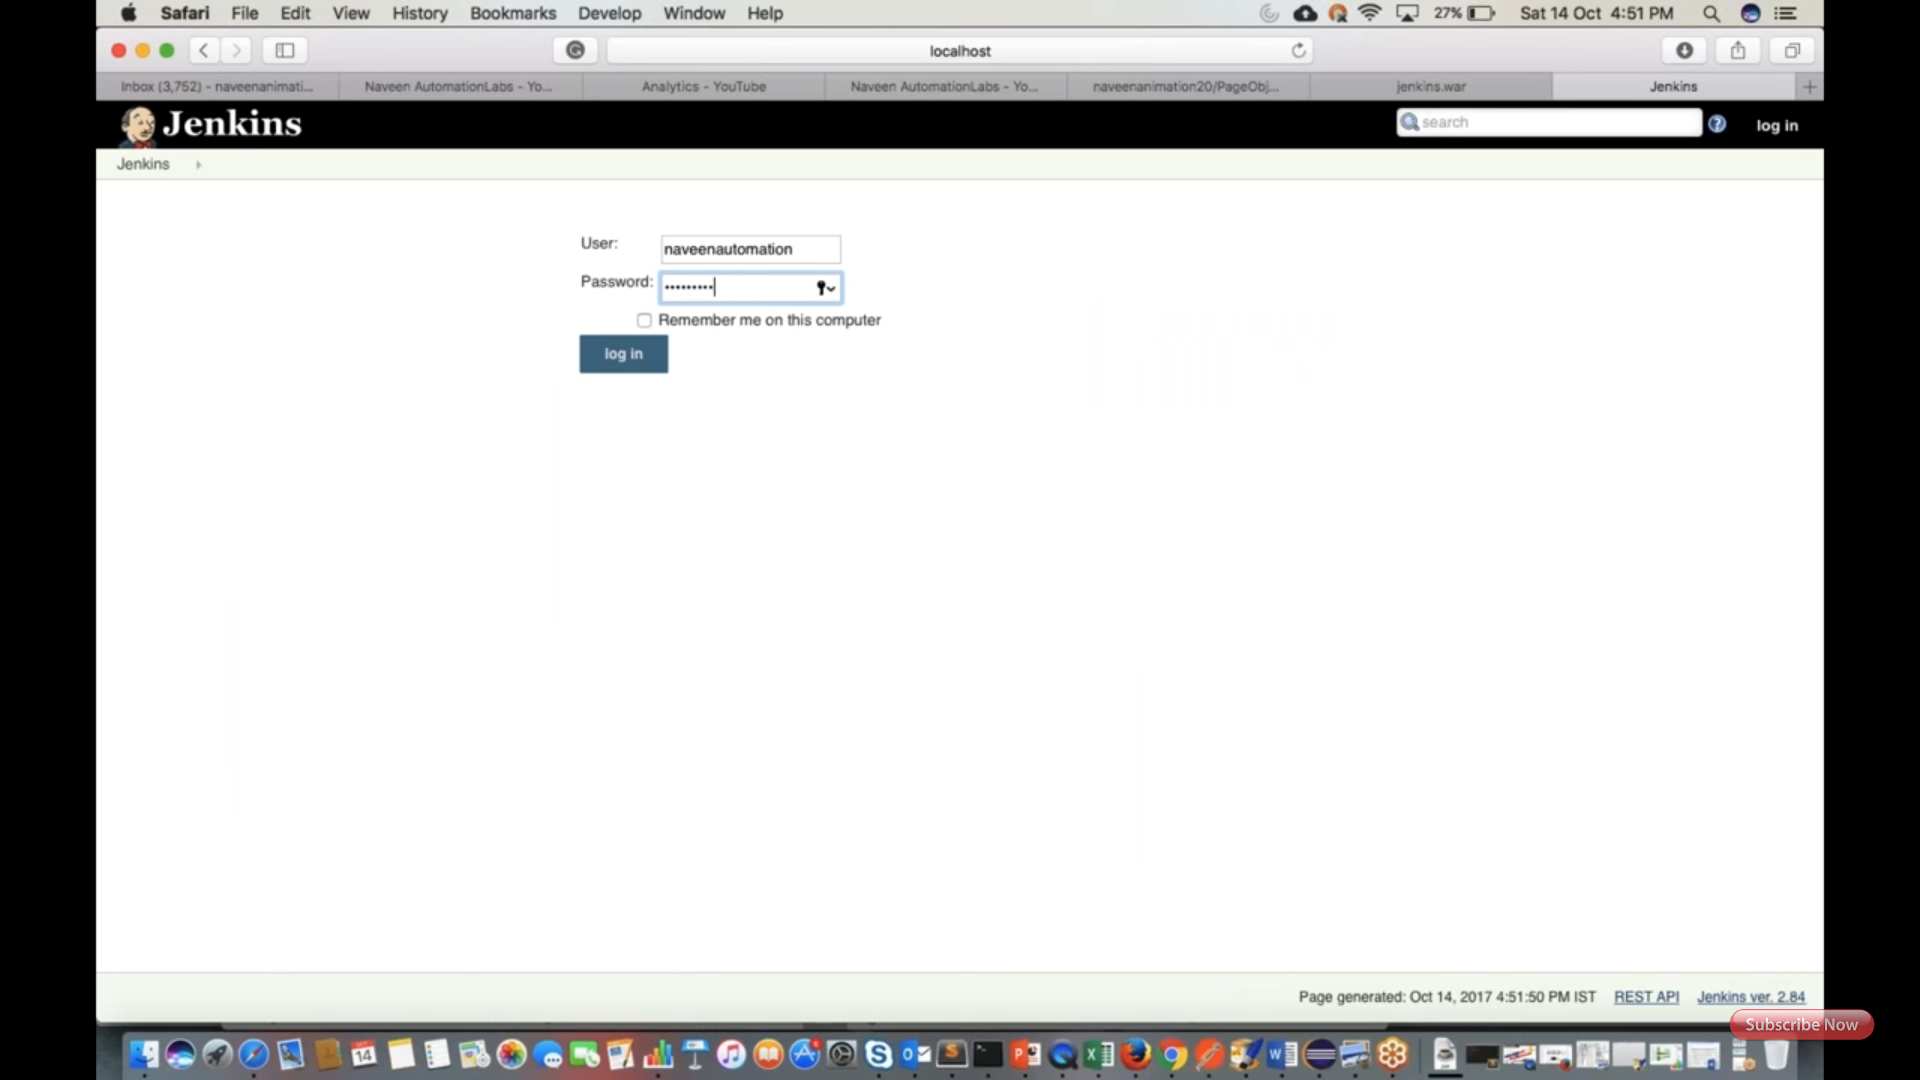 Safari File Edit View History Bookmarks Develop Window Help 27% Sat 14 Oct 4:51 PM
localhost
Inbox (3,752) - naveenanimati... Naveen AutomationLabs - Yo... Analytics - YouTube Naveen AutomationLabs - Yo... naveenanimation20/PageObj... jenkins.war Jenkins
Jenkins search log in
Jenkins
User: naveenautomation
Password: •••••••••
Remember me on this computer
log in
Page generated: Oct 14, 2017 4:51:50 PM IST REST API Jenkins ver. 2.84
Subscribe Now
14